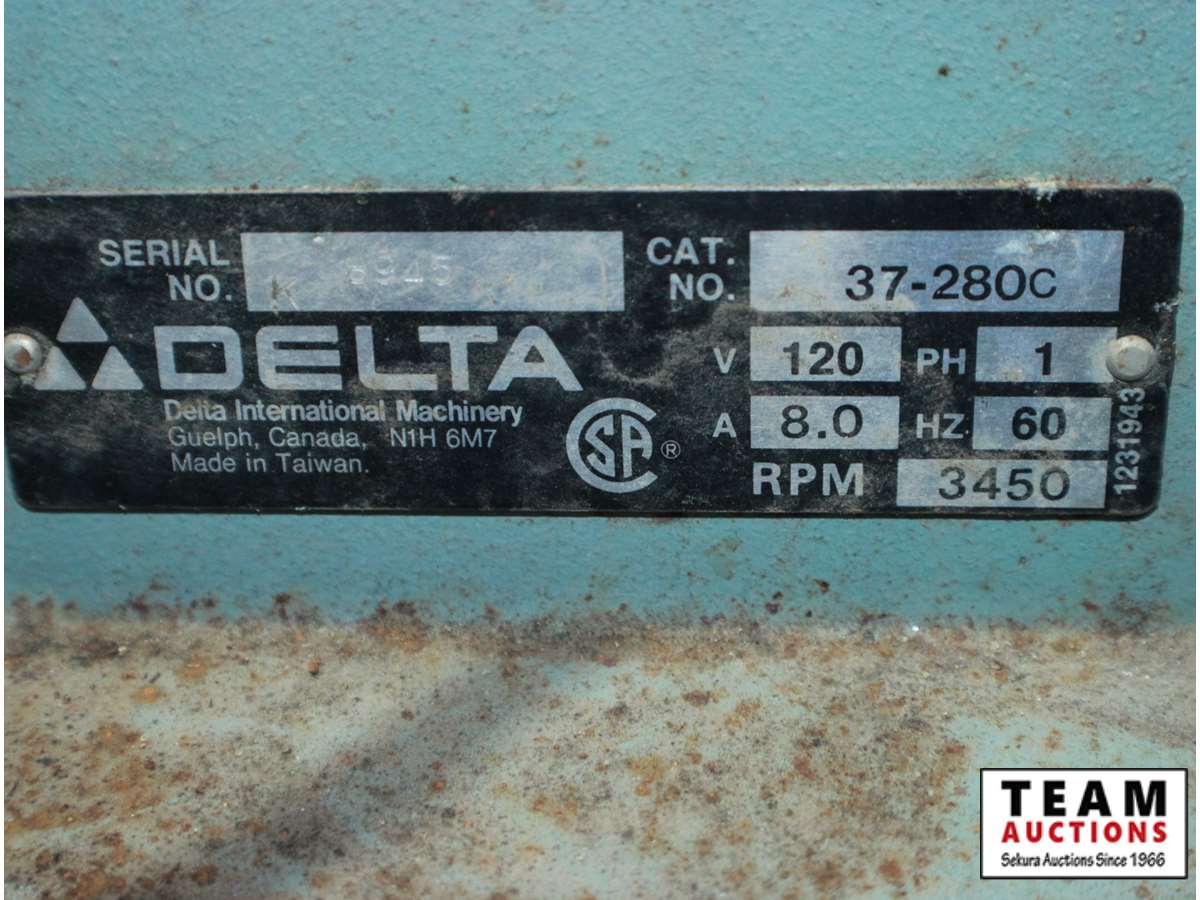 SERIAL NO. K
CAT. NO. 37-280C
DELTA
Delta International Machinery
Guelph, Canada, N1H 6M7
Made in Taiwan.
CSA ®
V 120 PH 1
A 8.0 HZ. 60
RPM 3450
1231943
TEAM
AUCTIONS
Sekura Auctions Since 1966